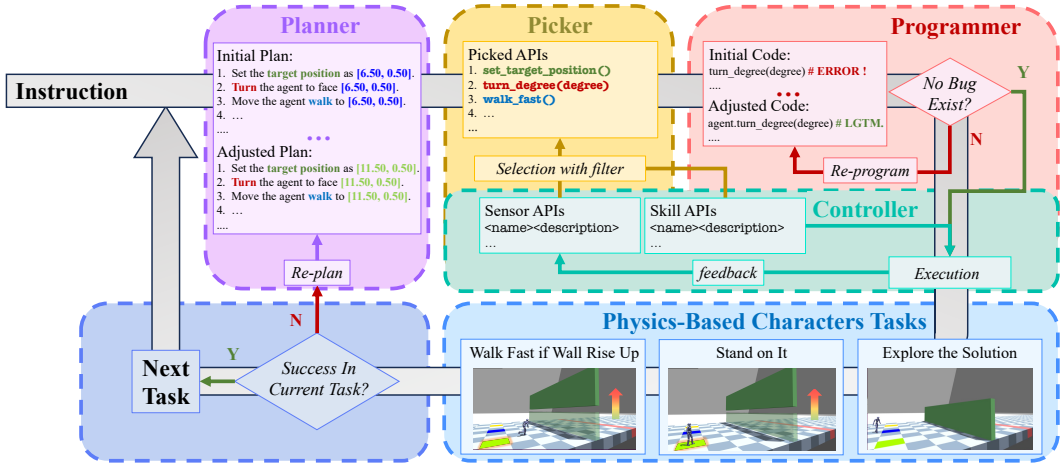 Planner
Picker
Programmer
Instruction
Initial Plan:
1. Set the target position as [6.50, 0.50].
2. Turn the agent to face [6.50, 0.50].
3. Move the agent walk to [6.50, 0.50].
4. …
....
...
Adjusted Plan:
1. Set the target position as [11.50, 0.50].
2. Turn the agent to face [11.50, 0.50].
3. Move the agent walk to [11.50, 0.50].
4. …
....
Re-plan
Picked APIs
1. set_target_position()
2. turn_degree(degree)
3. walk_fast()
4. …
...
Selection with filter
Initial Code:
turn_degree(degree) # ERROR !
....
...
Adjusted Code:
agent.turn_degree(degree) # LGTM.
....
No Bug
Exist?
Y
N
Re-program
Controller
Sensor APIs
<name><description>
...
Skill APIs
<name><description>
...
feedback
Execution
N
Y
Next
Task
Success In
Current Task?
Physics-Based Characters Tasks
Walk Fast if Wall Rise Up
Stand on It
Explore the Solution